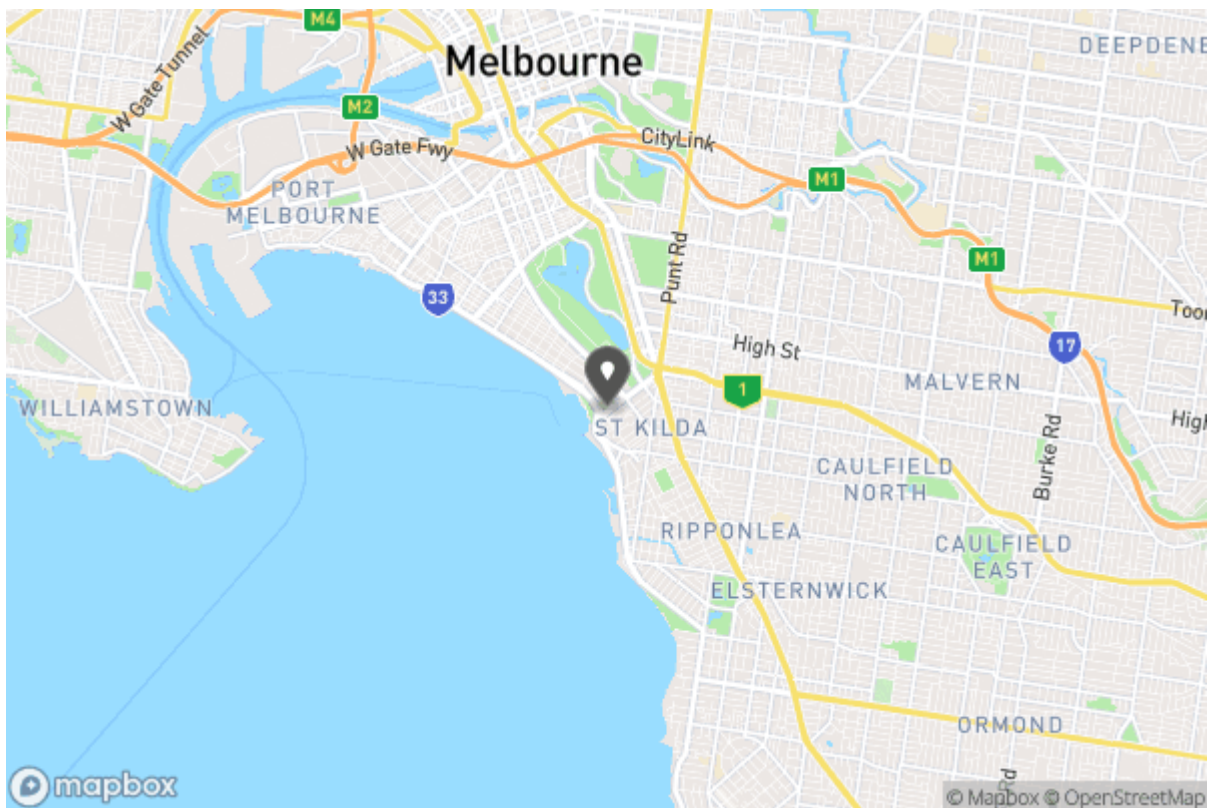 M4
W Gate Tunnel
Melbourne
DEEPDENE
M2
CityLink
W Gate Fwy
M1
PORT
MELBOURNE
Punt Rd
M1
33
Toor
High St
17
1
MALVERN
WILLIAMSTOWN
High
ST KILDA
Burke Rd
CAULFIELD
NORTH
RIPPONLEA
CAULFIELD
EAST
ELSTERNWICK
ORMOND
Rd
mapbox
© Mapbox © OpenStreetMap